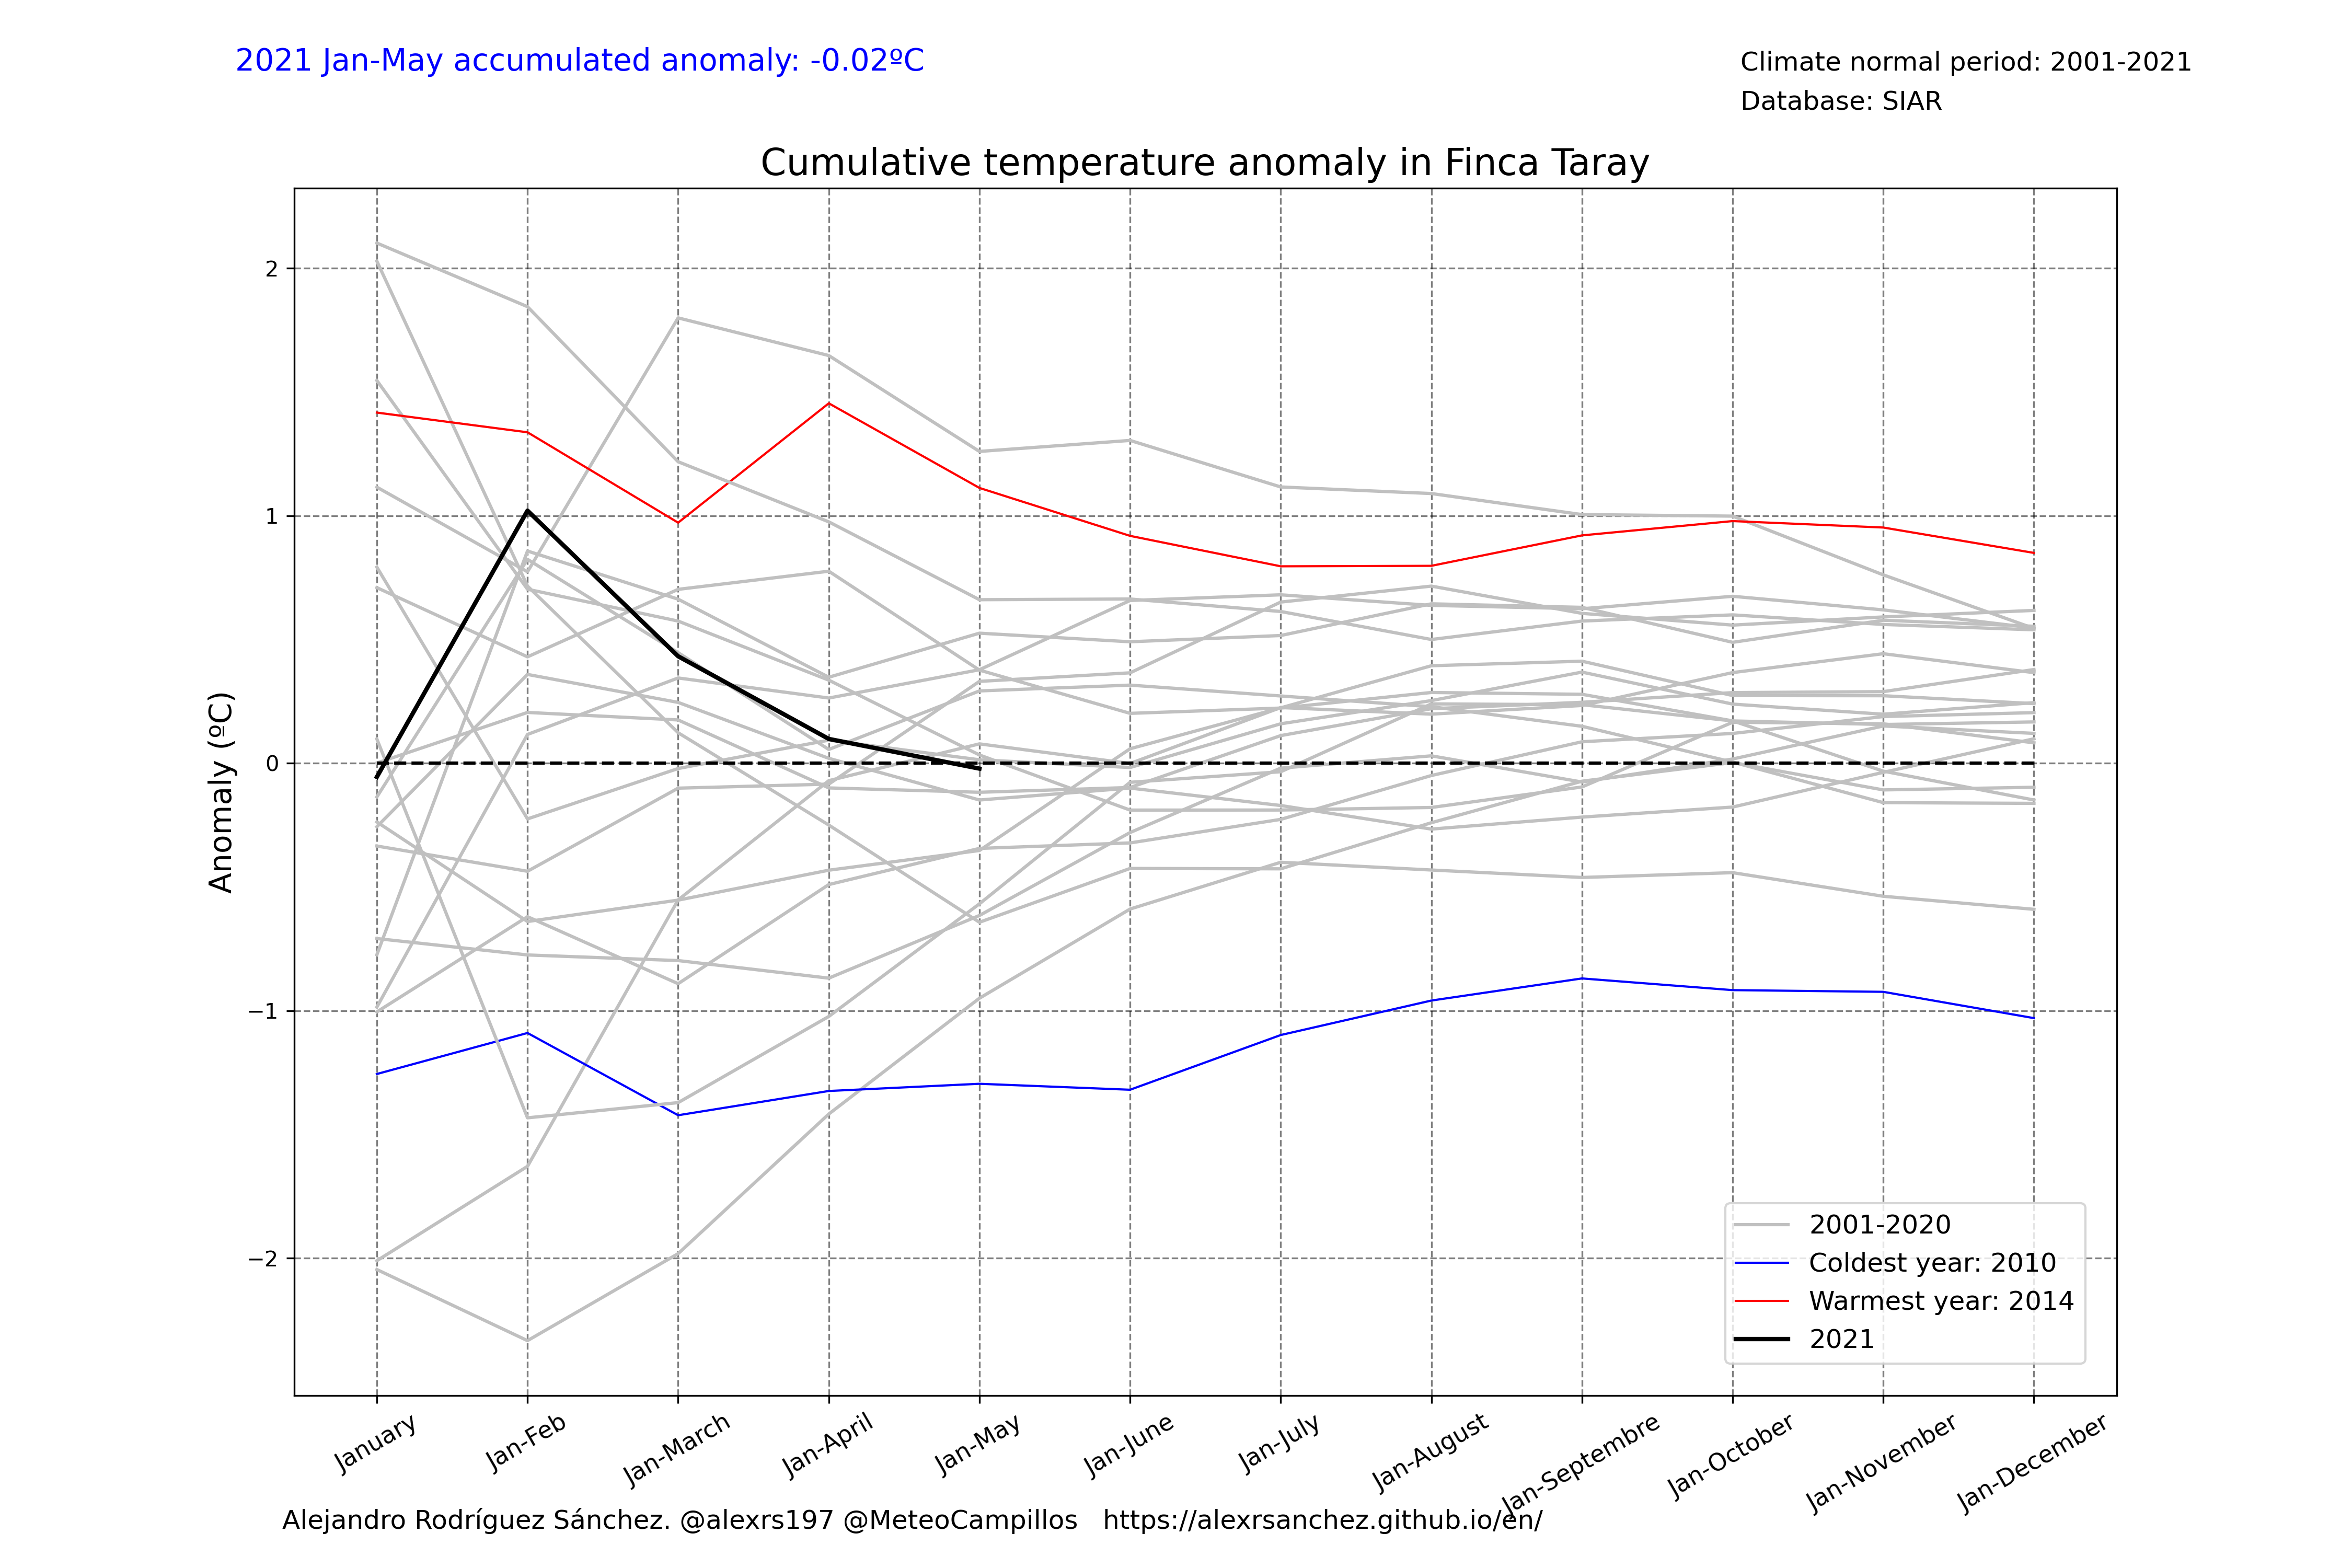 2021 Jan-May accumulated anomaly: -0.02ºC
Climate normal period: 2001-2021
Database: SIAR
Cumulative temperature anomaly in Finca Taray
Anomaly (ºC)
2
1
0
−1
−2
2001-2020
Coldest year: 2010
Warmest year: 2014
2021
January
Jan-Feb
Jan-March
Jan-April
Jan-May
Jan-June
Jan-July
Jan-August
Jan-Septembre
Jan-October
Jan-November
Jan-December
Alejandro Rodríguez Sánchez. @alexrs197 @MeteoCampillos https://alexrsanchez.github.io/en/